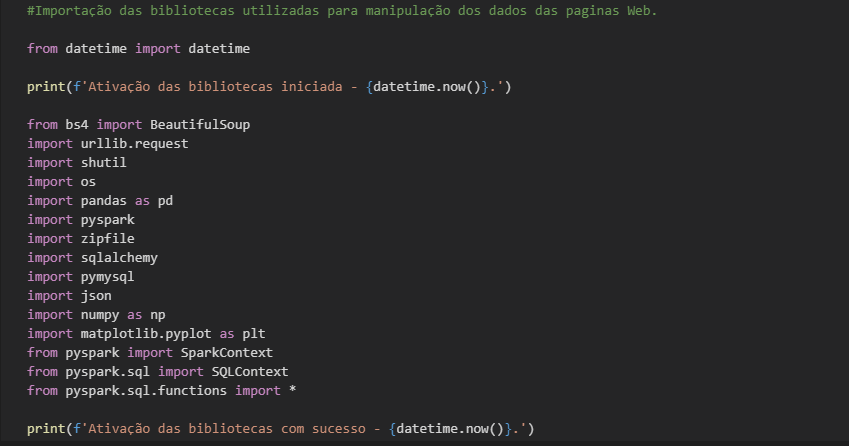 #Importação das bibliotecas utilizadas para manipulação dos dados das paginas Web.
from datetime import datetime
print(f'Ativação das bibliotecas iniciada - {datetime.now()}.')
from bs4 import BeautifulSoup
import urllib.request
import shutil
import os
import pandas as pd
import pyspark
import zipfile
import sqlalchemy
import pymysql
import json
import numpy as np
import matplotlib.pyplot as plt
from pyspark import SparkContext
from pyspark.sql import SQLContext
from pyspark.sql.functions import *
print(f'Ativação das bibliotecas com sucesso - {datetime.now()}.')